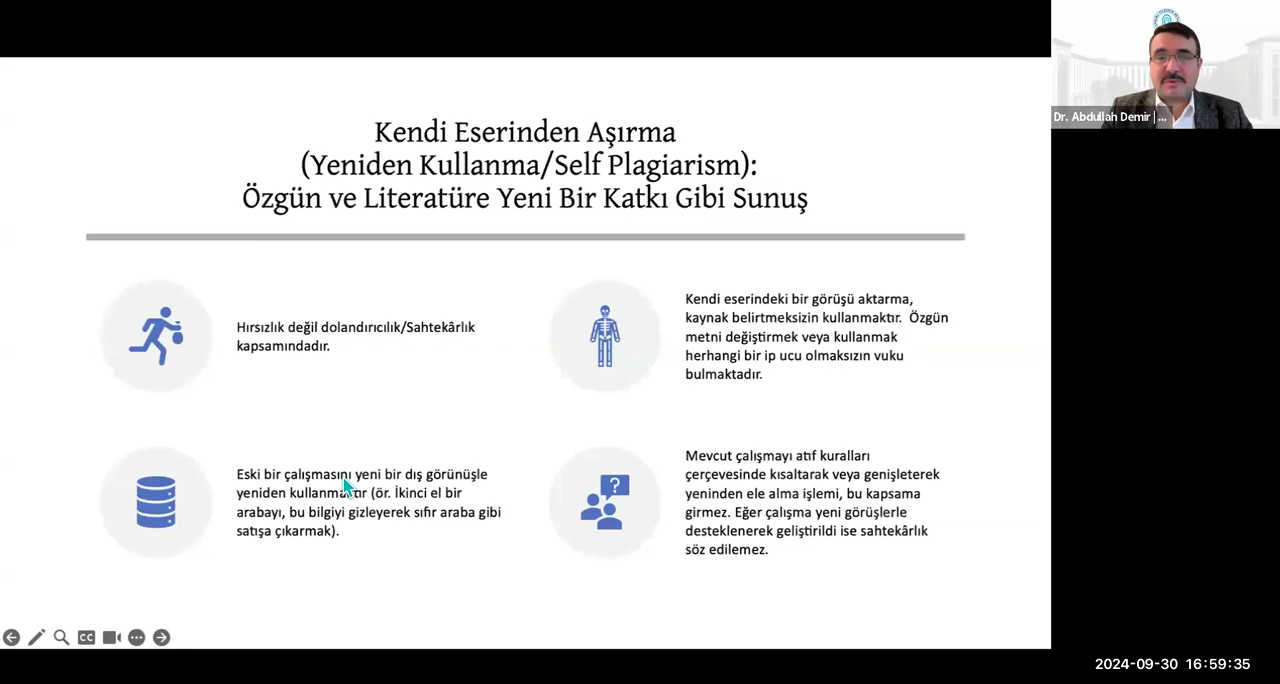 Kendi Eserinden Aşırma
(Yeniden Kullanma/Self Plagiarism):
Özgün ve Literatüre Yeni Bir Katkı Gibi Sunuş
Hırsızlık değil dolandırıcılık/Sahtekârlık
kapsamındadır.
Kendi eserindeki bir görüşü aktarma,
kaynak belirtmeksizin kullanmaktır. Özgün
metni değiştirmek veya kullanmak
herhangi bir ip ucu olmaksızın vuku
bulmaktadır.
Eski bir çalışmasını yeni bir dış görünüşle
yeniden kullanmaktır (ör. İkinci el bir
arabayı, bu bilgiyi gizleyerek sıfır araba gibi
satışa çıkarmak).
?
Mevcut çalışmayı atıf kuralları
çerçevesinde kısaltarak veya genişleterek
yeninden ele alma işlemi, bu kapsama
girmez. Eğer çalışma yeni görüşlerle
desteklenerek geliştirildi ise sahtekârlık
söz edilemez.
CC
Dr. Abdullah Demir | ...
2024-09-30 16:59:35